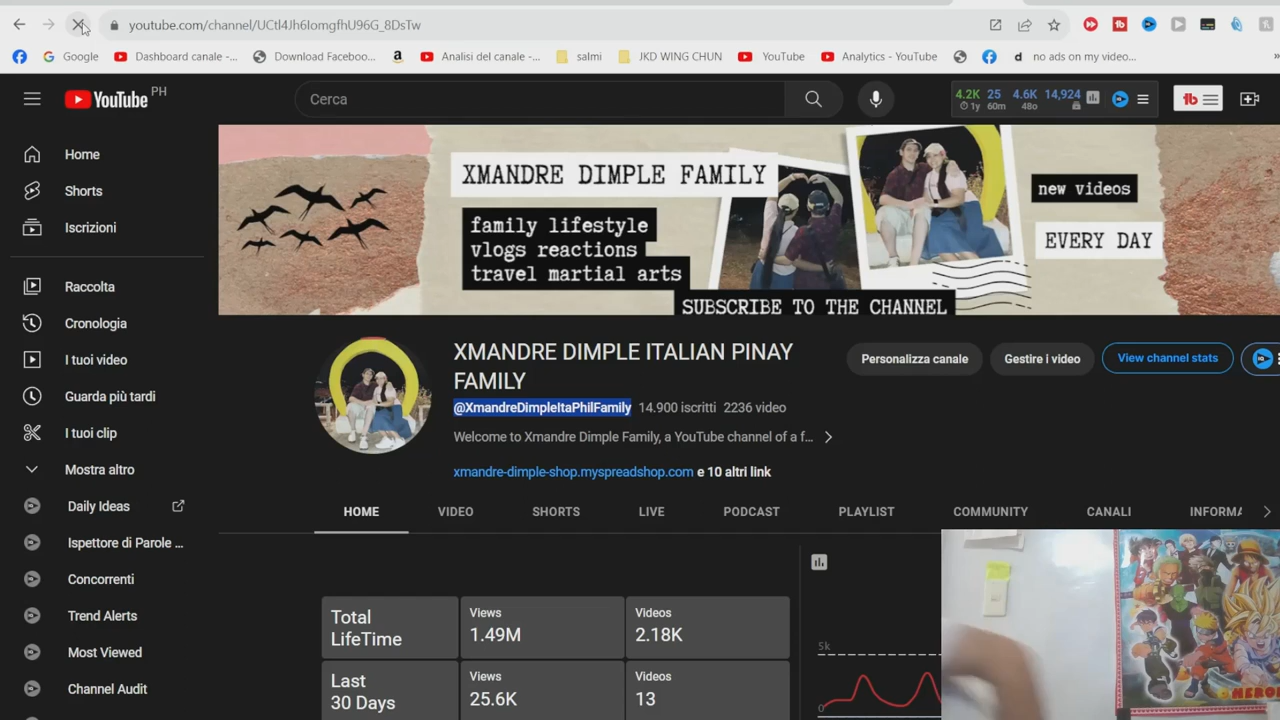 youtube.com/channel/UCtl4Jh6IomgfhU96G_8DsTw
Google
Dashboard canale -...
Download Faceboo...
Analisi del canale -...
salmi
JKD WING CHUN
YouTube
Analytics - YouTube
no ads on my video...
YouTube PH
Cerca
4.2K 25 4.6K 14,924
1y 60m 48o
Home
Shorts
Iscrizioni
Raccolta
Cronologia
I tuoi video
Guarda più tardi
I tuoi clip
Mostra altro
Daily Ideas
Ispettore di Parole ...
Concorrenti
Trend Alerts
Most Viewed
Channel Audit
XMANDRE DIMPLE FAMILY
family lifestyle
vlogs reactions
travel martial arts
new videos
EVERY DAY
SUBSCRIBE TO THE CHANNEL
XMANDRE DIMPLE ITALIAN PINAY
FAMILY
@XmandreDimpleItaPhilFamily 14.900 iscritti 2236 video
Welcome to Xmandre Dimple Family, a YouTube channel of a f...
xmandre-dimple-shop.myspreadshop.com e 10 altri link
Personalizza canale
Gestire i video
View channel stats
HOME
VIDEO
SHORTS
LIVE
PODCAST
PLAYLIST
COMMUNITY
CANALI
INFORMA
Total
LifeTime
Views
1.49M
Videos
2.18K
Last
30 Days
Views
25.6K
Videos
13
5k
0
HEROE